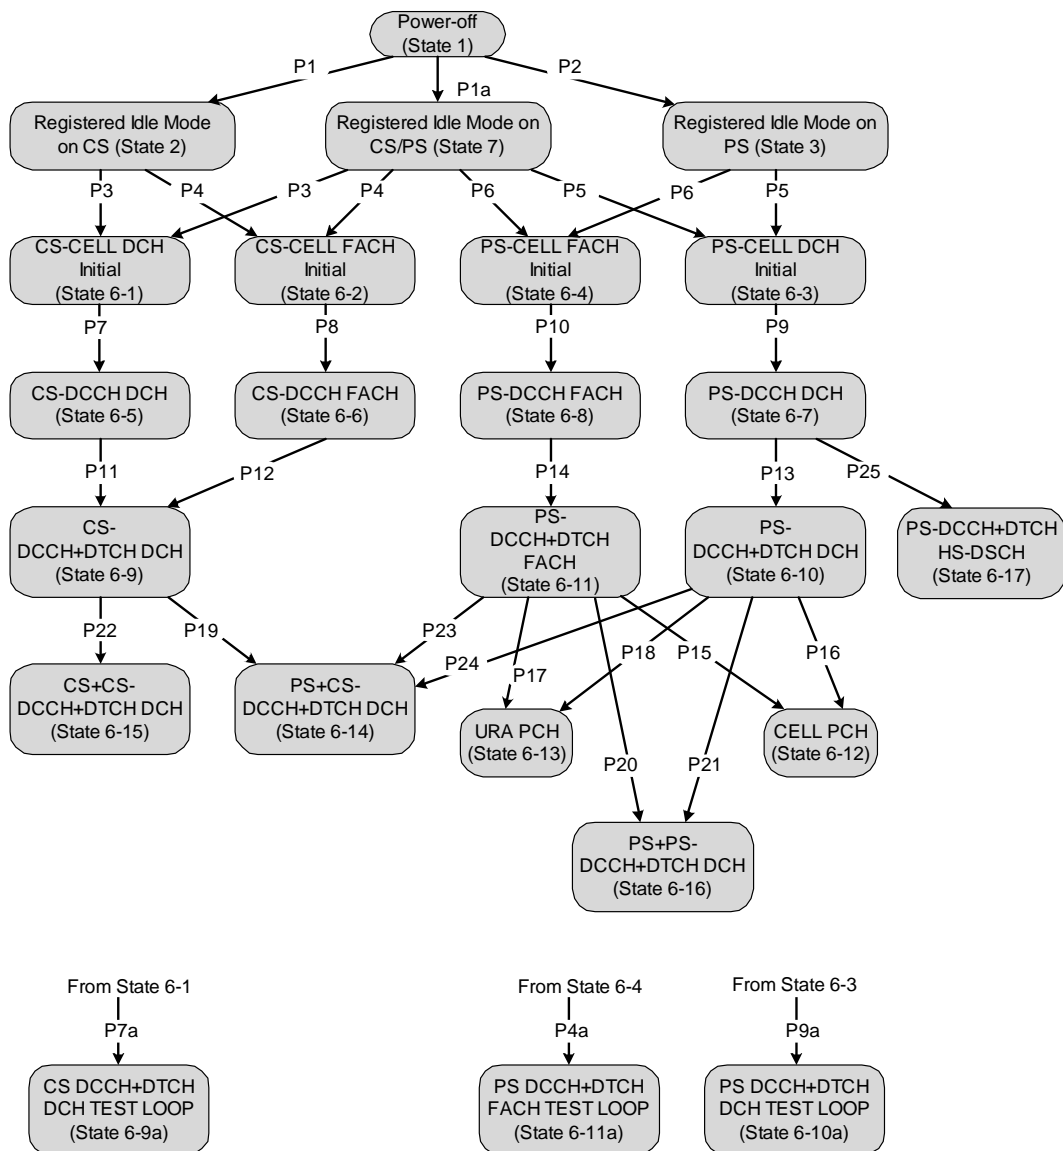 Power-off
(State 1)
P1
P1a
P2
Registered Idle Mode
on CS (State 2)
Registered Idle Mode on
CS/PS (State 7)
Registered Idle Mode on
PS (State 3)
P3
P4
P3
P4
P6
P5
P6
P5
CS-CELL DCH
Initial
(State 6-1)
CS-CELL FACH
Initial
(State 6-2)
PS-CELL FACH
Initial
(State 6-4)
PS-CELL DCH
Initial
(State 6-3)
P7
P8
P10
P9
CS-DCCH DCH
(State 6-5)
CS-DCCH FACH
(State 6-6)
PS-DCCH FACH
(State 6-8)
PS-DCCH DCH
(State 6-7)
P11
P12
P14
P13
P25
CS-
DCCH+DTCH DCH
(State 6-9)
PS-
DCCH+DTCH
FACH
(State 6-11)
PS-
DCCH+DTCH DCH
(State 6-10)
PS-DCCH+DTCH
HS-DSCH
(State 6-17)
P22
P19
P23
P24
P17
P18
P15
P16
CS+CS-
DCCH+DTCH DCH
(State 6-15)
PS+CS-
DCCH+DTCH DCH
(State 6-14)
URA PCH
(State 6-13)
CELL PCH
(State 6-12)
P20
P21
PS+PS-
DCCH+DTCH DCH
(State 6-16)
From State 6-1
P7a
CS DCCH+DTCH
DCH TEST LOOP
(State 6-9a)
From State 6-4
P4a
PS DCCH+DTCH
FACH TEST LOOP
(State 6-11a)
From State 6-3
P9a
PS DCCH+DTCH
DCH TEST LOOP
(State 6-10a)